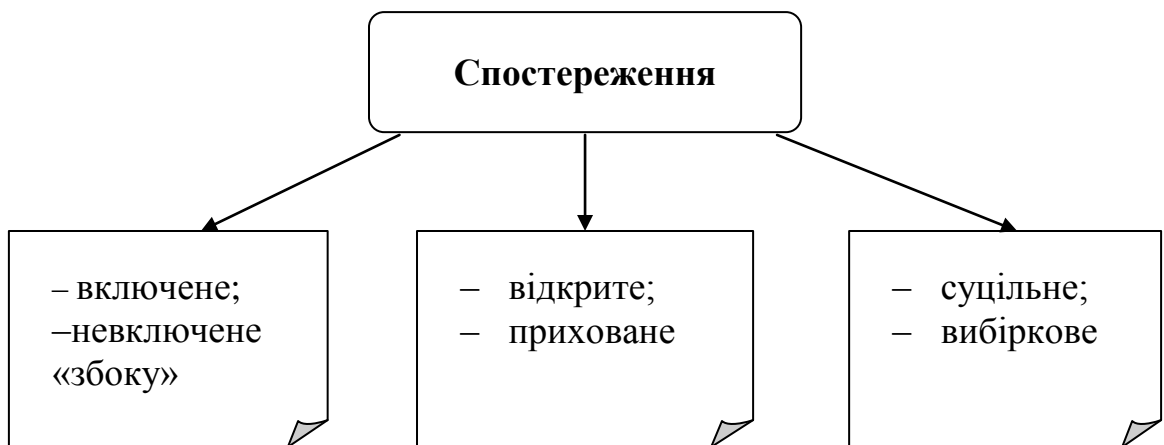 Спостереження
– включене;
–невключене
«збоку»
– відкрите;
– приховане
– суцільне;
– вибіркове